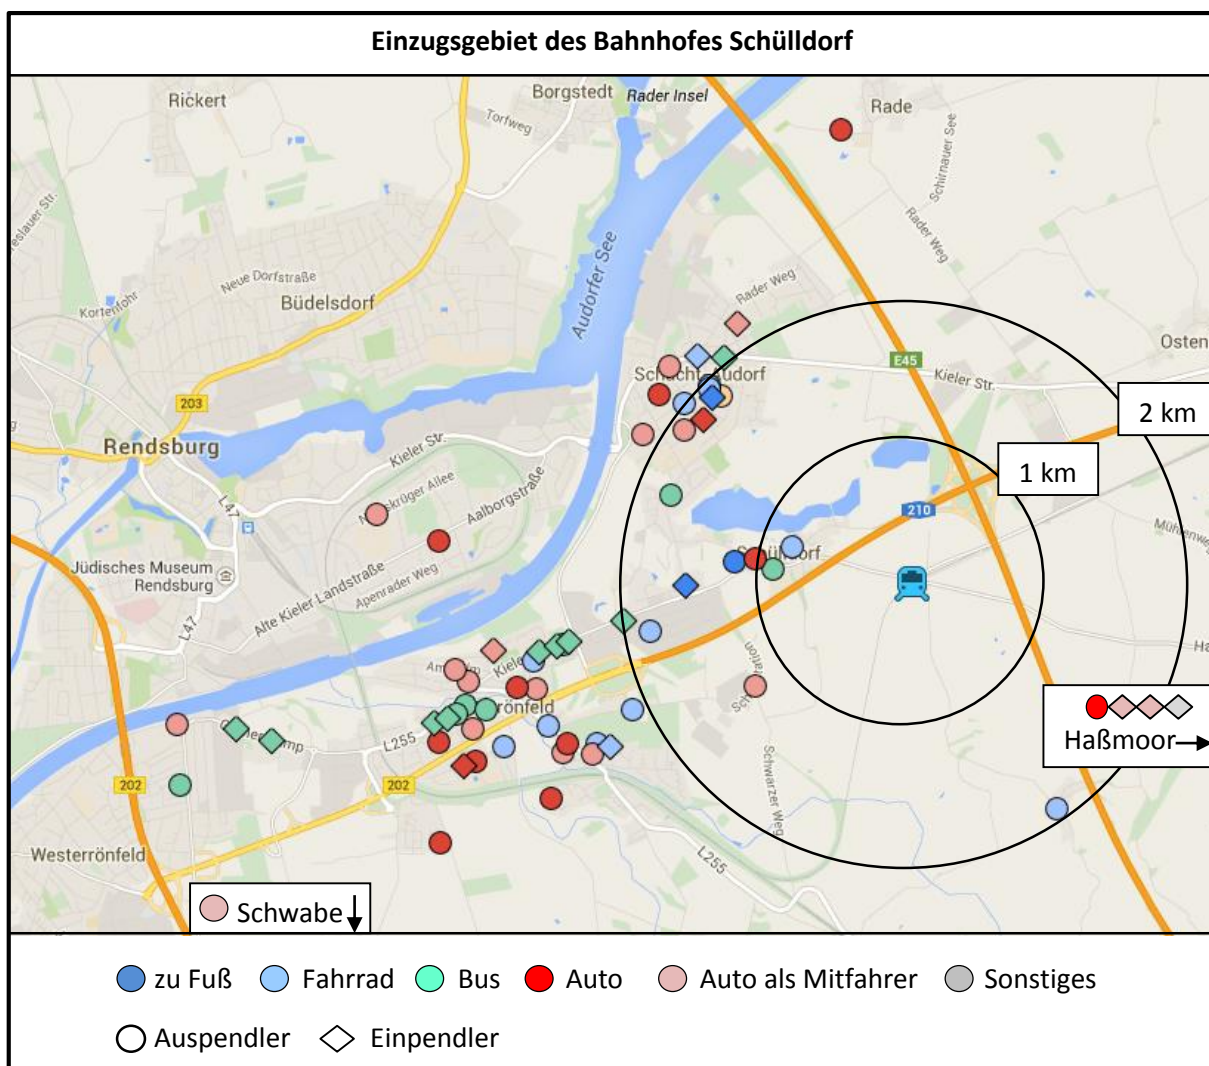 Einzugsgebiet des Bahnhofes Schülldorf
Rickert
Borgstedt
Rader Insel
Rade
Torfweg
Schirnauer See
Rader Weg
Neue Dorfstraße
Büdelsdorf
Kortenfohr
Audorfer See
Rader Weg
E45
Kieler Str.
203
Rendsburg
Kieler Str.
2 km
1 km
L47
Aalborgstraße
210
Jüdisches Museum
Rendsburg
Alte Kieler Landstraße
Apenrader Weg
L47
L255
202
202
Schwarzer Weg
L255
Westerrönfeld
Haßmoor
Schwabe
zu Fuß
Fahrrad
Bus
Auto
Auto als Mitfahrer
Sonstiges
Auspendler
Einpendler